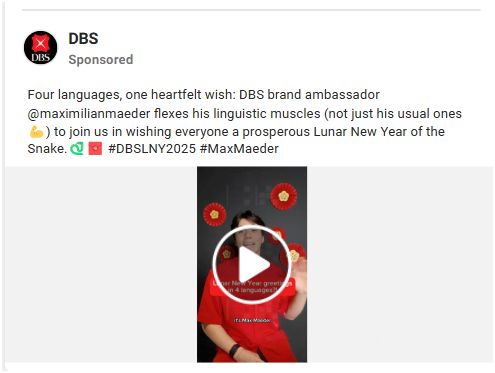 DBS
DBS
Sponsored
Four languages, one heartfelt wish: DBS brand ambassador
@maximilianmaeder flexes his linguistic muscles (not just his usual ones
💪) to join us in wishing everyone a prosperous Lunar New Year of the
Snake. 🐍🧧 #DBSLNY2025 #MaxMaeder
Lunar New Year greetings
in 4 languages?!
it's Max Maeder